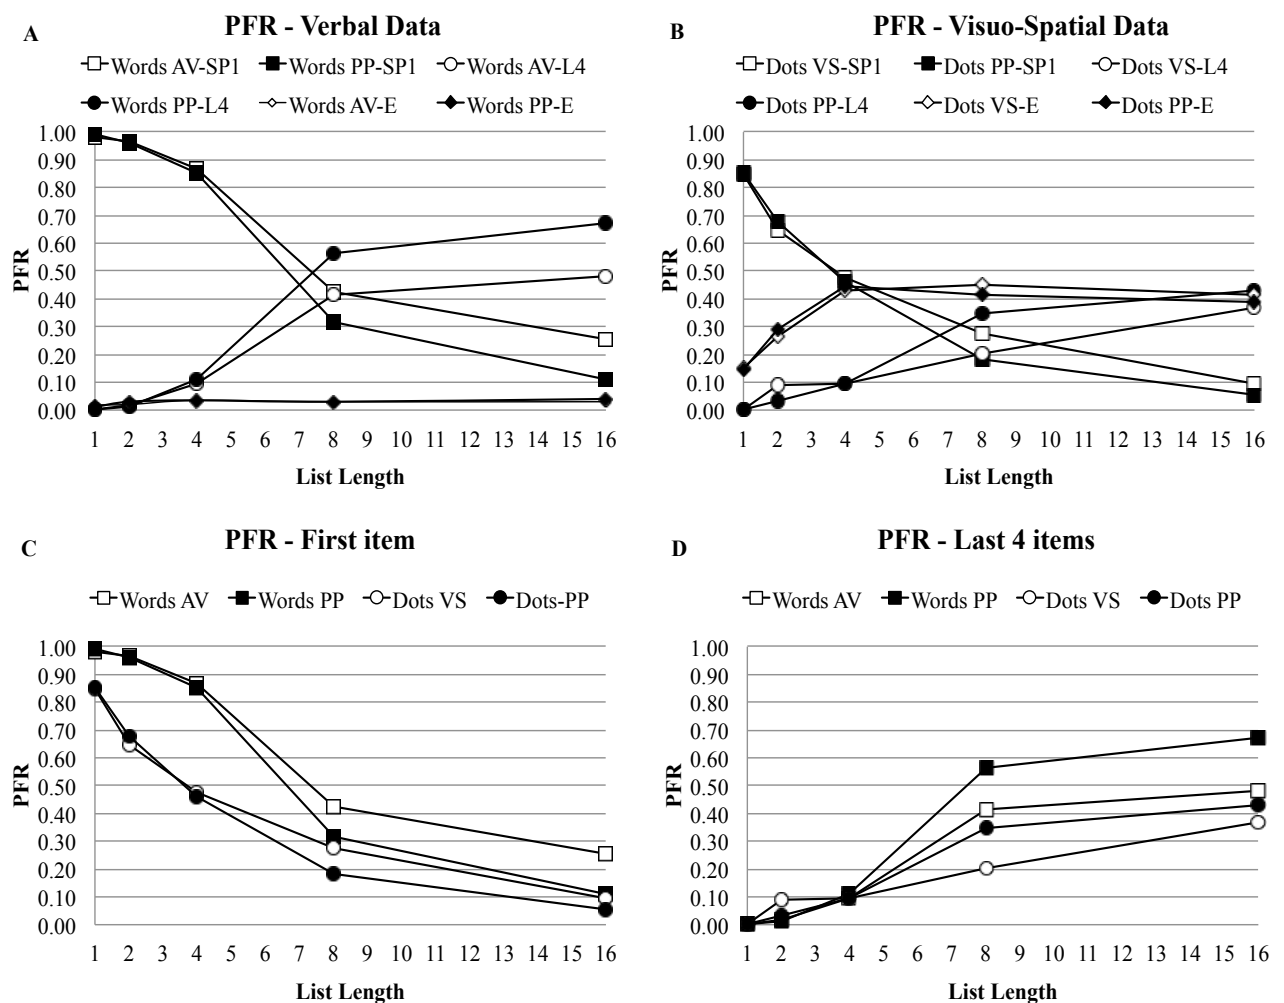 A
PFR - Verbal Data
Words AV-SP1 Words PP-SP1 Words AV-L4
Words PP-L4 Words AV-E Words PP-E
1.00
0.90
0.80
0.70
0.60
0.50
0.40
0.30
0.20
0.10
0.00
PFR
1 2 4 5 6 7 8 9 10 11 12 13 14 15 16
List Length
B
PFR - Visuo-Spatial Data
Dots VS-SP1 Dots PP-SP1 Dots VS-L4
Dots PP-L4 Dots VS-E Dots PP-E
1.00
0.90
0.80
0.70
0.60
0.50
0.40
0.30
0.20
0.10
0.00
PFR
1 2 4 5 6 7 8 9 10 11 12 13 14 15 16
List Length
C
PFR - First item
Words AV Words PP Dots VS Dots-PP
1.00
0.90
0.80
0.70
0.60
0.50
0.40
0.30
0.20
0.10
0.00
PFR
1 2 4 5 6 7 8 9 10 11 12 13 14 15 16
List Length
D
PFR - Last 4 items
Words AV Words PP Dots VS Dots PP
1.00
0.90
0.80
0.70
0.60
0.50
0.40
0.30
0.20
0.10
0.00
PFR
1 2 4 5 6 7 8 9 10 11 12 13 14 15 16
List Length